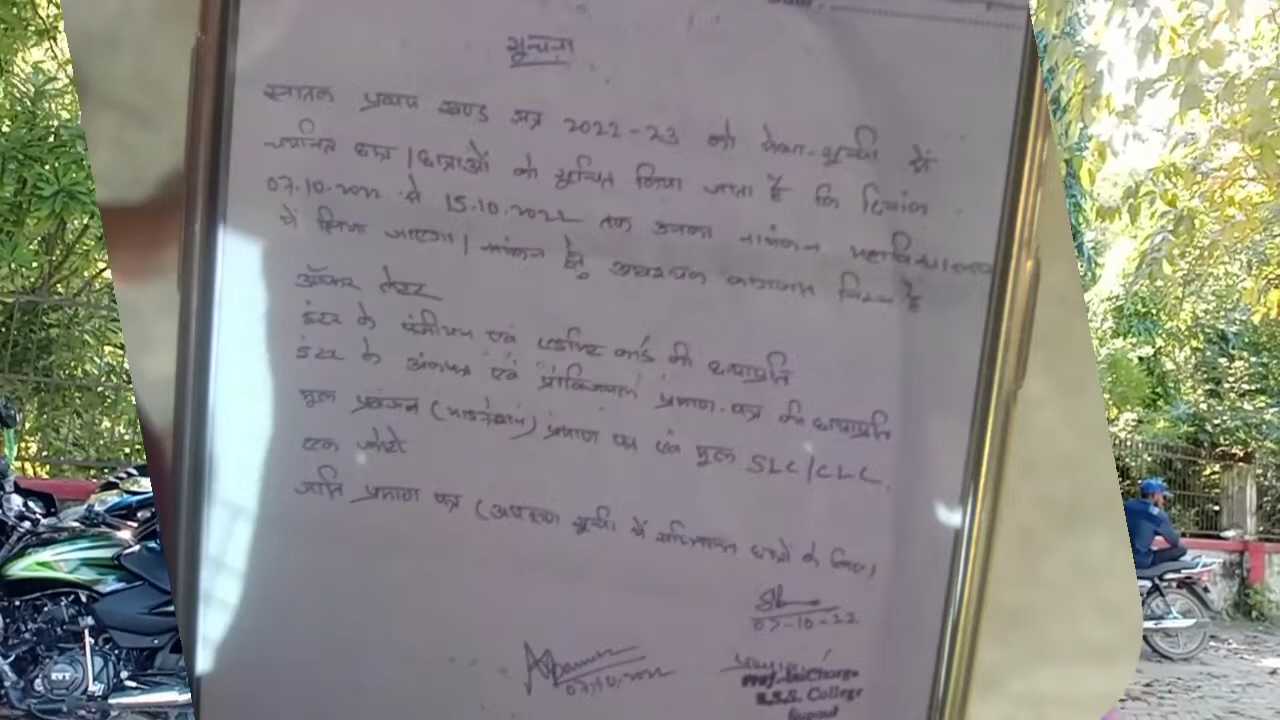 सूचना
स्नातक प्रथम खण्ड सत्र 2022-23 को मेधा-सूची में
चयनित छात्र/छात्राओं को सूचित किया जाता है कि दिनांक
07.10.2022 से 15.10.2022 तक उनका नामांकन महाविद्यालय
में लिया जाएगा। नामांकन हेतु आवश्यक कागजात निम्न है
ऑफर लेटर
इंटर के पंजीयन एवं एडमिट कार्ड की छायाप्रति
इंटर के अंकपत्र एवं प्रोविजनल प्रमाण-पत्र की छायाप्रति
मूल प्रवजन (माइग्रेशन) प्रमाण पत्र एवं मूल SLC/CLC.
एक फोटो
जाति प्रमाण पत्र (आरक्षण सूची में छात्रों के लिए)
07-10-22
07.10.2022
Prof-In-Charge
College